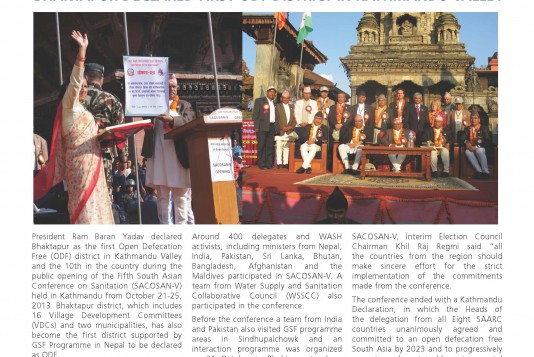 BHAKTAPUR DECLARED FIRST ODF DISTRICT IN KATHMANDU VALLEY
SACOSAN-V
President Ram Baran Yadav declared
Bhaktapur as the first Open Defecation
Free (ODF) district in Kathmandu Valley
and the 10th in the country during the
public opening of the Fifth South Asian
Conference on Sanitation (SACOSAN-V)
held in Kathmandu from October 21-25,
2013. Bhaktapur district, which includes
16 Village Development Committees
(VDCs) and two municipalities, has also
become the first district supported by
GSF Programme in Nepal to be declared
as ODF
Around 400 delegates and WASH
activists, including ministers from Nepal,
India, Pakistan, Sri Lanka, Bhutan,
Bangladesh, Afghanistan and the
Maldives participated in SACOSAN-V. A
team from Water Supply and Sanitation
Collaborative Council (WSSCC) also
participated in the conference.
Before the conference a team from India
and Pakistan also visited GSF programme
areas in Sindhupalchowk and an
interaction programme was organized
SACOSAN-V, Interim Election Council
Chairman Khil Raj Regmi said "all
the countries from the region should
make sincere effort for the strict
implementation of the commitments
made from the conference.
The conference ended with a Kathmandu
Declaration, in which the Heads of
the delegation from all Eight SAARC
countries unanimously agreed and
committed to an open defecation free
South Asia by 2023 and to progressively